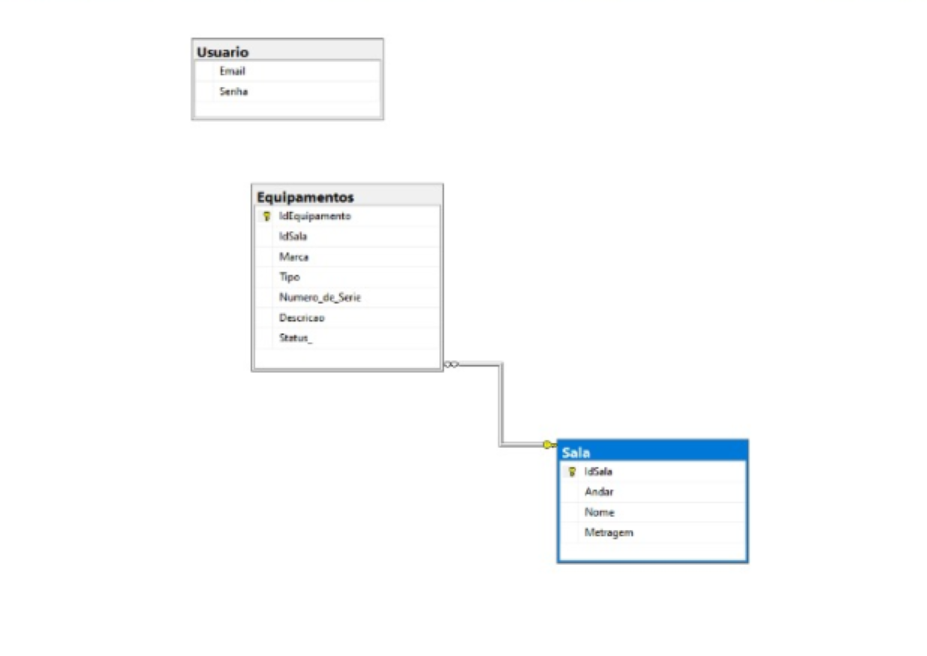 Usuario
Email
Senha
Equipamentos
IdEquipamento
IdSala
Marca
Tipo
Numero_de_Serie
Descricao
Status_
Sala
IdSala
Andar
Nome
Metragem